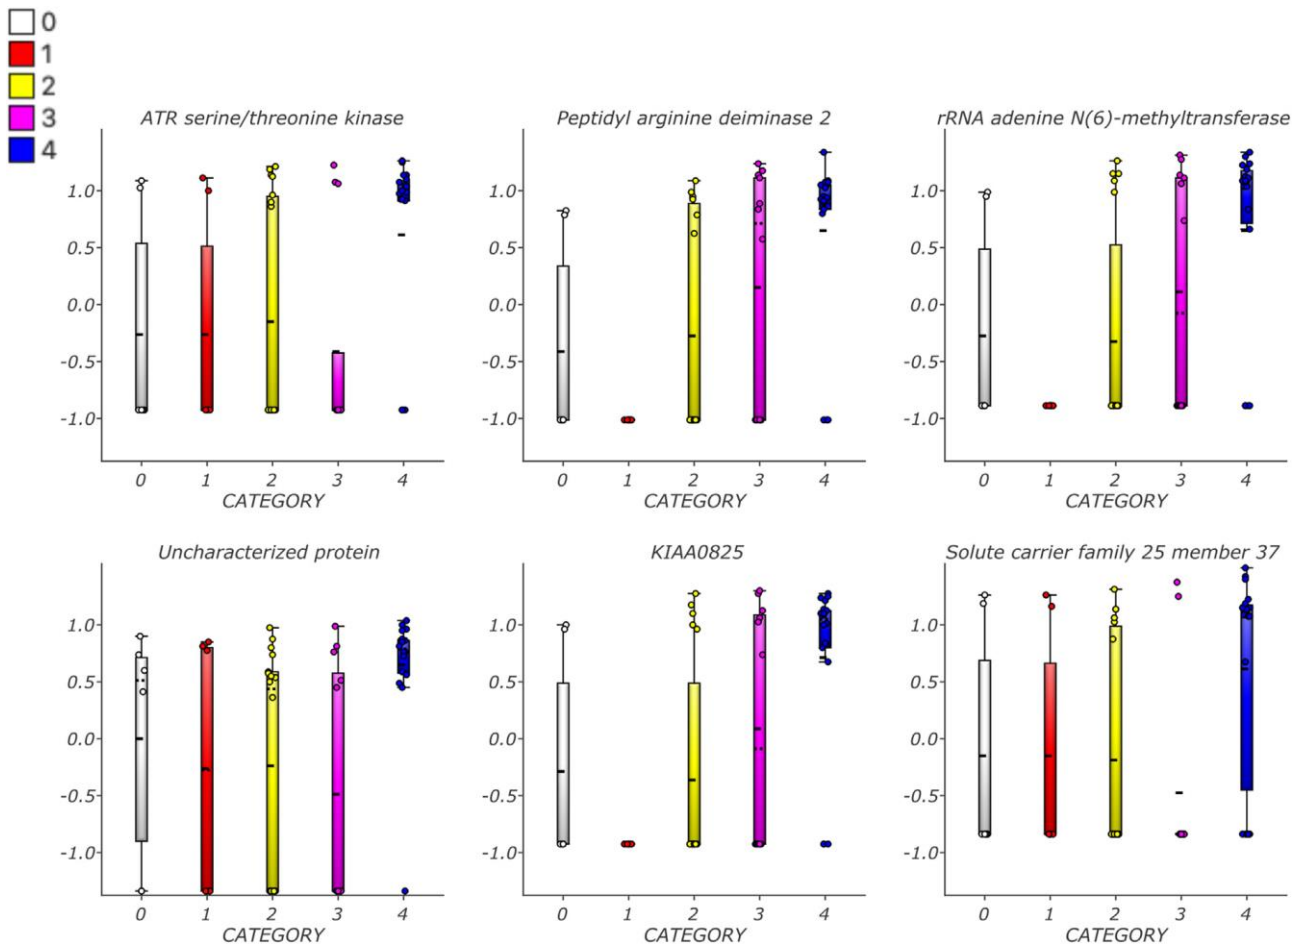 0
1
2
3
4
ATR serine/threonine kinase
1.0
0.5
0.0
-0.5
-1.0
0 1 2 3 4
CATEGORY
Peptidyl arginine deiminase 2
1.0
0.5
0.0
-0.5
-1.0
0 1 2 3 4
CATEGORY
rRNA adenine N(6)-methyltransferase
1.0
0.5
0.0
-0.5
-1.0
0 1 2 3 4
CATEGORY
Uncharacterized protein
1.0
0.5
0.0
-0.5
-1.0
0 1 2 3 4
CATEGORY
KIAA0825
1.0
0.5
0.0
-0.5
-1.0
0 1 2 3 4
CATEGORY
Solute carrier family 25 member 37
1.0
0.5
0.0
-0.5
-1.0
0 1 2 3 4
CATEGORY